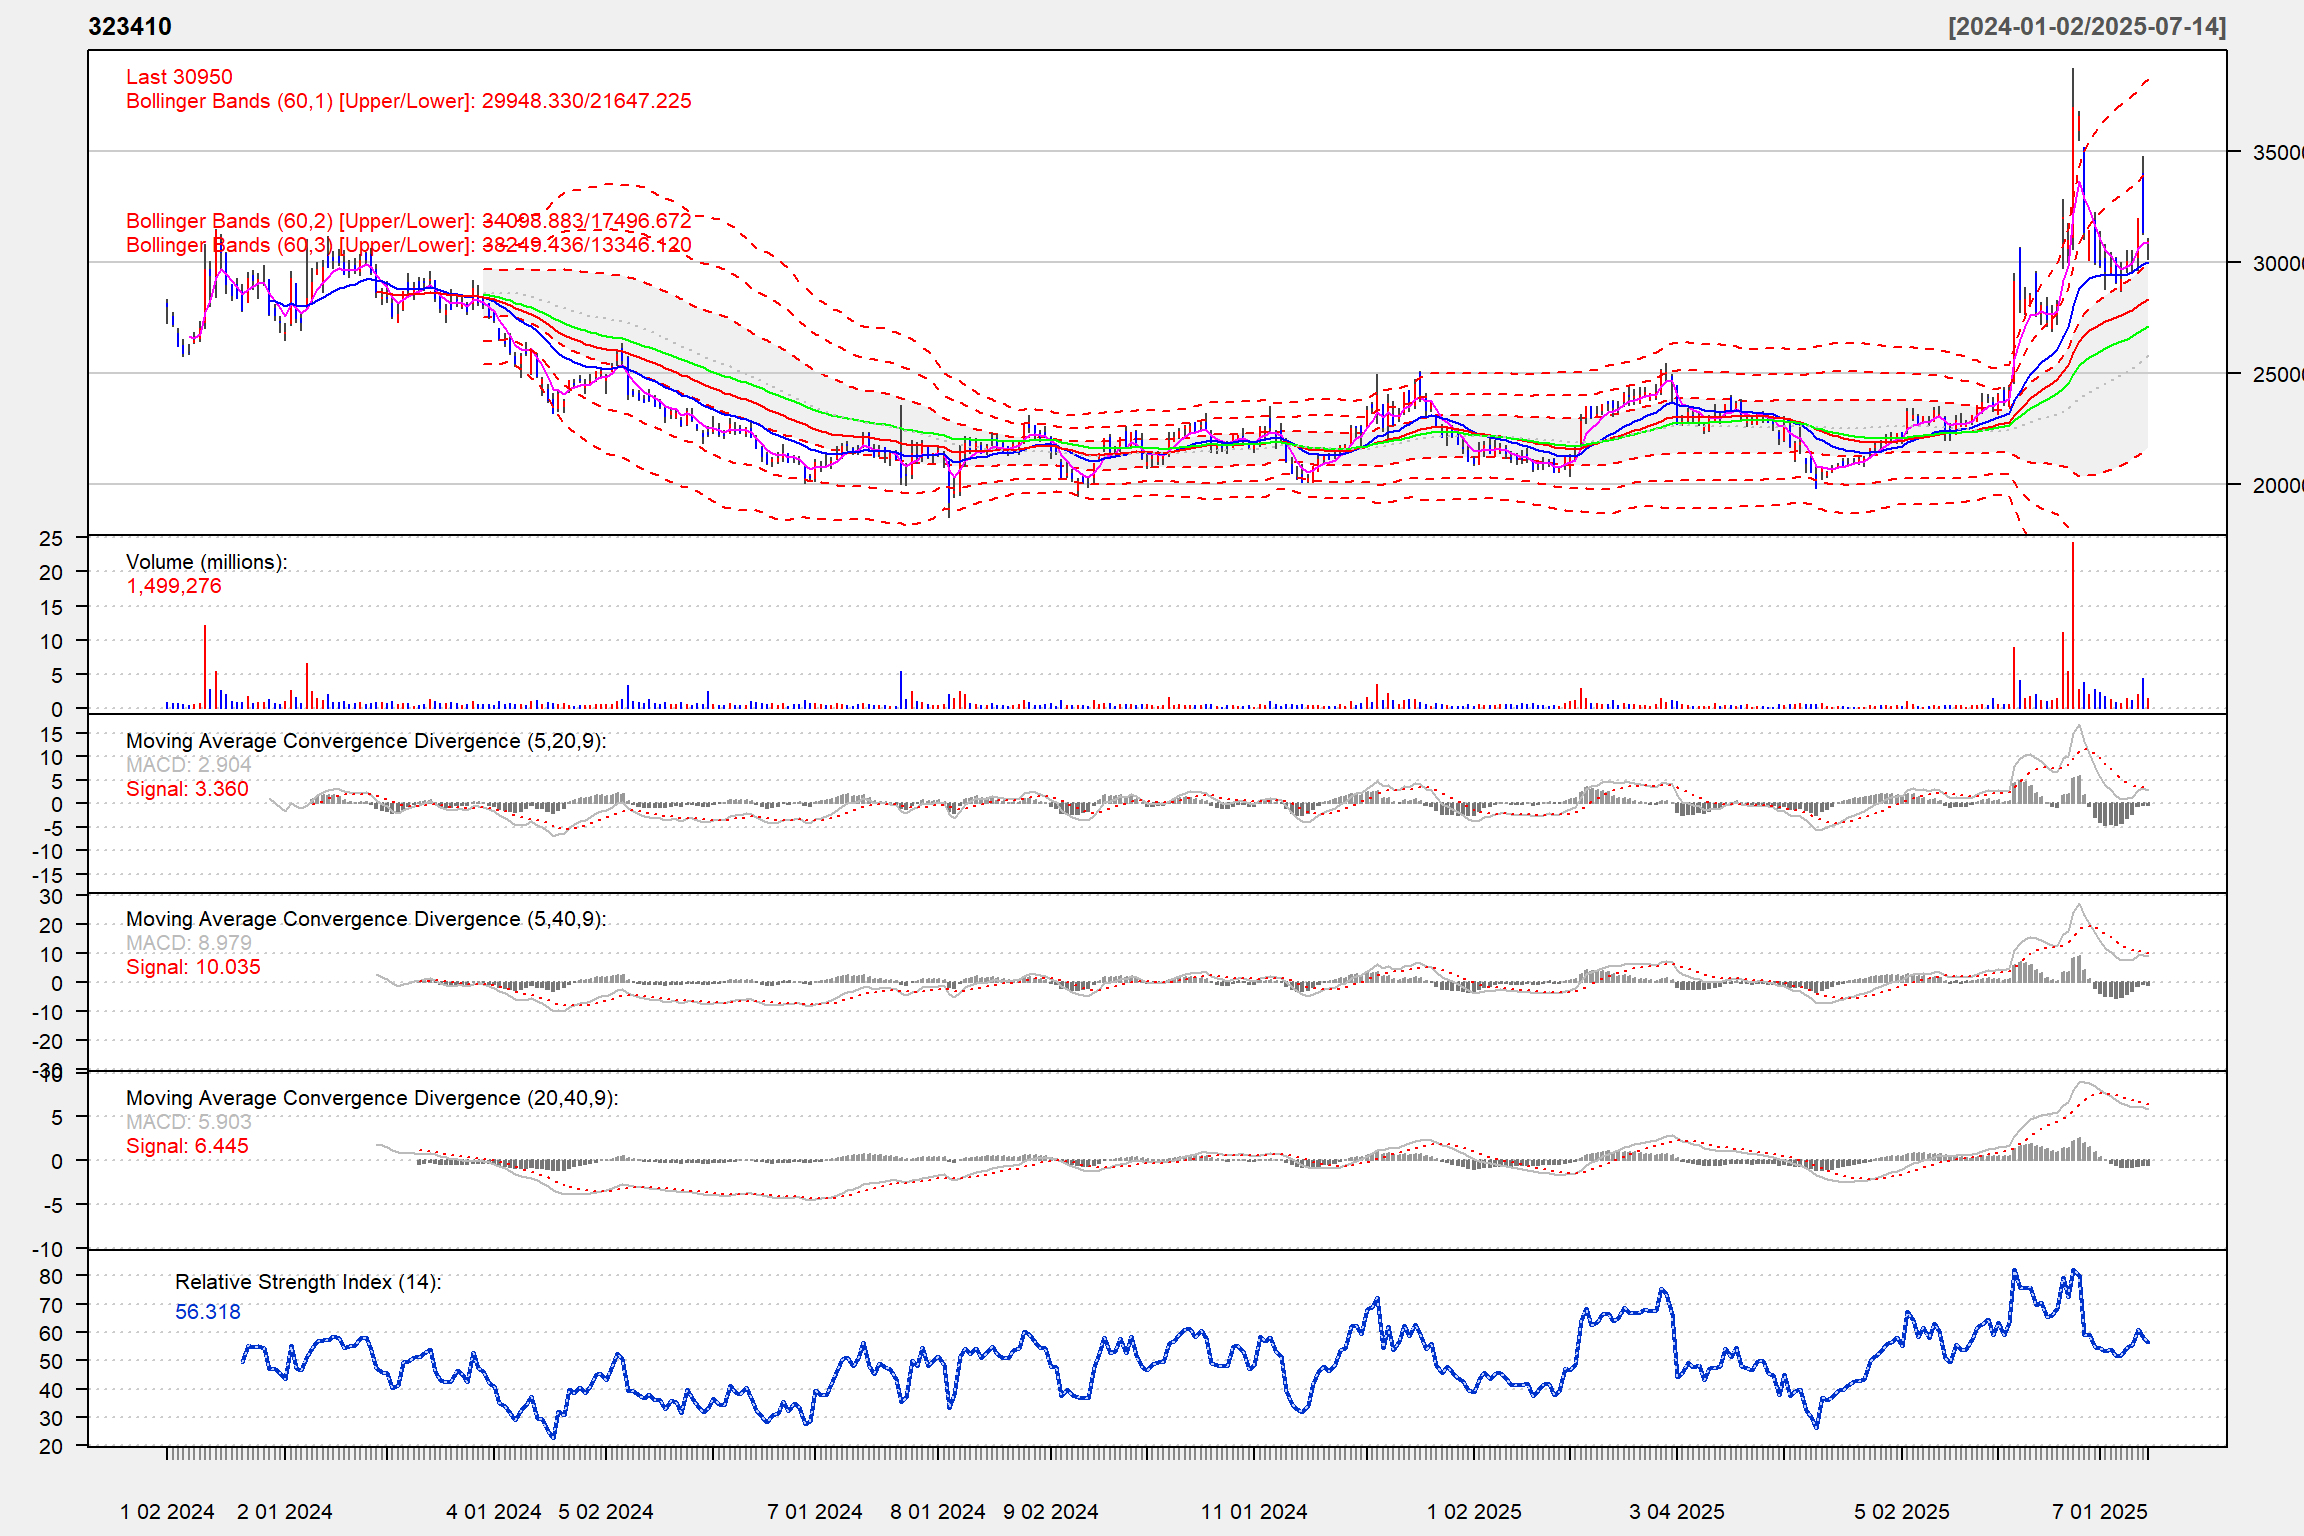 323410 [2024-01-02/2025-07-14]
Last 30950
Bollinger Bands (60,1) [Upper/Lower]: 29948.330/21647.225
Bollinger Bands (60,2) [Upper/Lower]: 34098.883/17496.672
Bollinger Bands (60,3) [Upper/Lower]: 38249.436/13346.120
35000
30000
25000
20000
Volume (millions):
1,499,276
25
20
15
10
5
0
Moving Average Convergence Divergence (5,20,9):
MACD: 2.904
Signal: 3.360
15
10
5
0
-5
-10
-15
Moving Average Convergence Divergence (5,40,9):
MACD: 8.979
Signal: 10.035
30
20
10
0
-10
-20
-30
Moving Average Convergence Divergence (20,40,9):
MACD: 5.903
Signal: 6.445
10
5
0
-5
-10
Relative Strength Index (14):
56.318
80
70
60
50
40
30
20
1 02 2024 2 01 2024 4 01 2024 5 02 2024 7 01 2024 8 01 2024 9 02 2024 11 01 2024 1 02 2025 3 04 2025 5 02 2025 7 01 2025